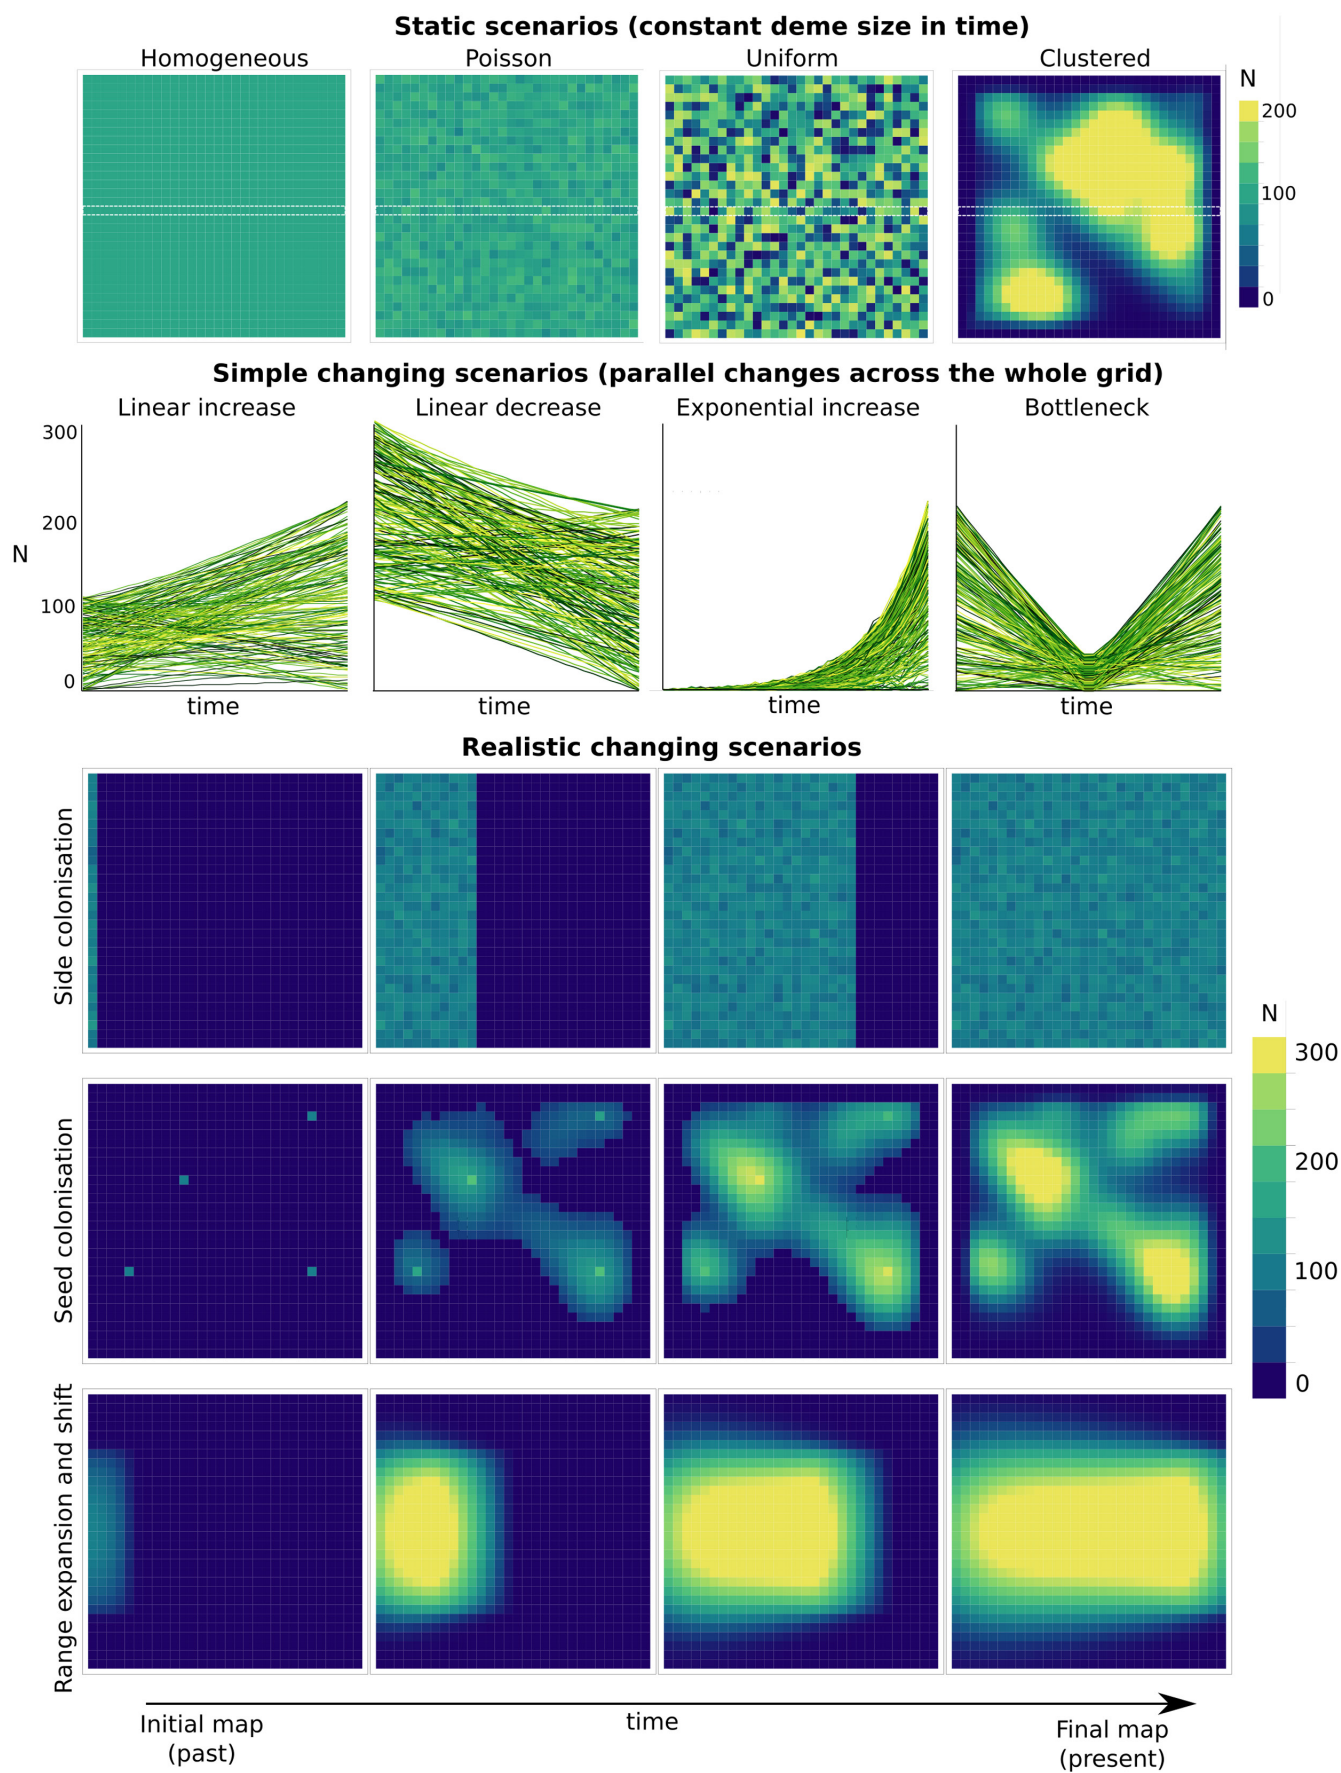 Static scenarios (constant deme size in time)
Homogeneous
Poisson
Uniform
Clustered
N
200
100
0
Simple changing scenarios (parallel changes across the whole grid)
Linear increase
Linear decrease
Exponential increase
Bottleneck
300
200
N
100
0
time
time
time
time
Realistic changing scenarios
Side colonisation
Seed colonisation
Range expansion and shift
N
300
200
100
0
Initial map
(past)
time
Final map
(present)